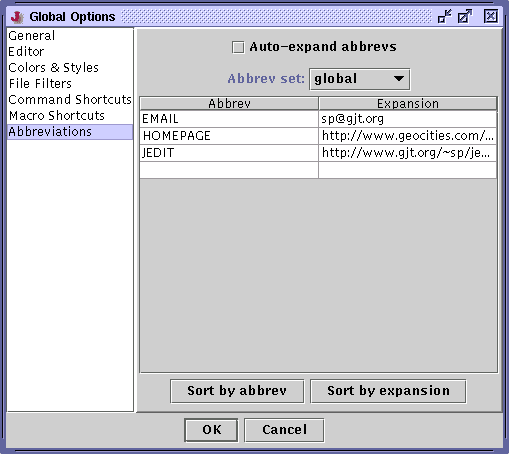 Global Options
General
Editor
Colors & Styles
File Filters
Command Shortcuts
Macro Shortcuts
Abbreviations
Auto-expand abbrevs
Abbrev set: global
Abbrev Expansion
EMAIL sp@gjt.org
HOMEPAGE http://www.geocities.com/...
JEDIT http://www.gjt.org/~sp/je...
Sort by abbrev Sort by expansion
OK Cancel